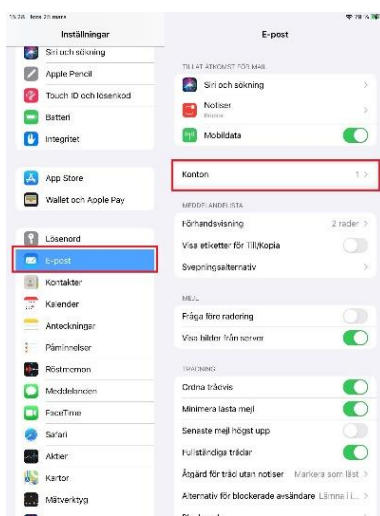 Inställningar
Siri och sökning
Apple Pencil
Touch ID och lösenkod
Batteri
Integritet
App Store
Wallet och Apple Pay
Lösenord
E-post
Kontakter
Kalender
Anteckningar
Påminnelser
Röstmemon
Meddelanden
FaceTime
Safari
Aktier
Kartor
Mätverktyg
E-post
TILLÅT ÅTKOMST FÖR MAIL
Siri och sökning
Notiser
Mobildata
Konton 1
MEDDELANDELISTA
Förhandsvisning 2 rader
Visa etiketter för Till/Kopia
Svepningsalternativ
MEJL
Fråga före radering
Visa bilder från server
TRÅDNING
Ordna trådvis
Minimera lästa mejl
Senaste mejl högst upp
Fullständiga trådar
Åtgärd för tråd utan notiser Markera som läst
Alternativ för blockerade avsändare Lämna i i...